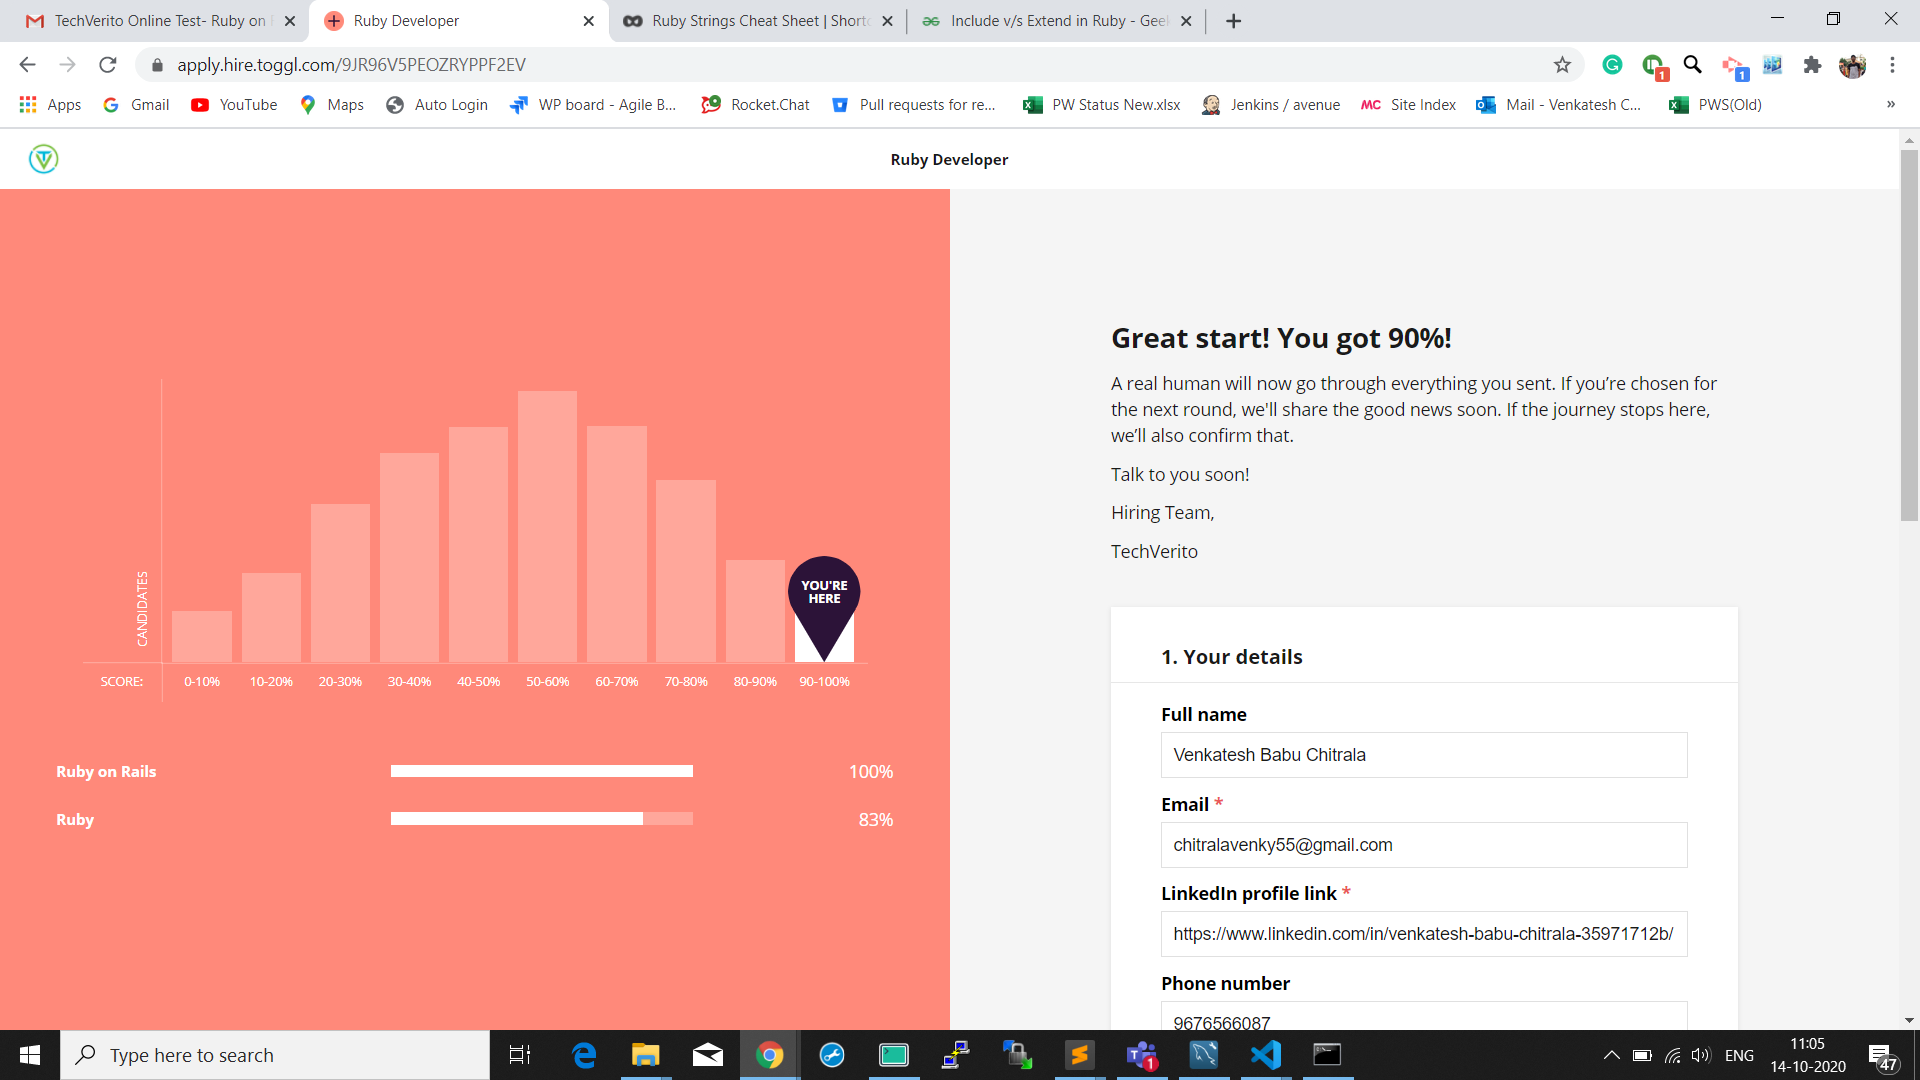 TechVerito Online Test- Ruby on
Ruby Developer
Ruby Strings Cheat Sheet | Short
Include v/s Extend in Ruby - Gee
apply.hire.toggl.com/9JR96V5PEOZRYPPF2EV
1
1
Apps
Gmail
YouTube
Maps
Auto Login
WP board - Agile B...
Rocket.Chat
Pull requests for re...
PW Status New.xlsx
Jenkins / avenue
MC Site Index
Mail - Venkatesh C...
PWS(Old)
»
Ruby Developer
CANDIDATES
YOU'RE
HERE
SCORE: 0-10% 10-20% 20-30% 30-40% 40-50% 50-60% 60-70% 70-80% 80-90% 90-100%
Ruby on Rails 100%
Ruby 83%
Great start! You got 90%!
A real human will now go through everything you sent. If you’re chosen for
the next round, we'll share the good news soon. If the journey stops here,
we’ll also confirm that.
Talk to you soon!
Hiring Team,
TechVerito
1. Your details
Full name
Venkatesh Babu Chitrala
Email *
chitralavenky55@gmail.com
LinkedIn profile link *
https://www.linkedin.com/in/venkatesh-babu-chitrala-35971712b/
Phone number
9676566087
Type here to search
1
ENG
11:05
14-10-2020
47